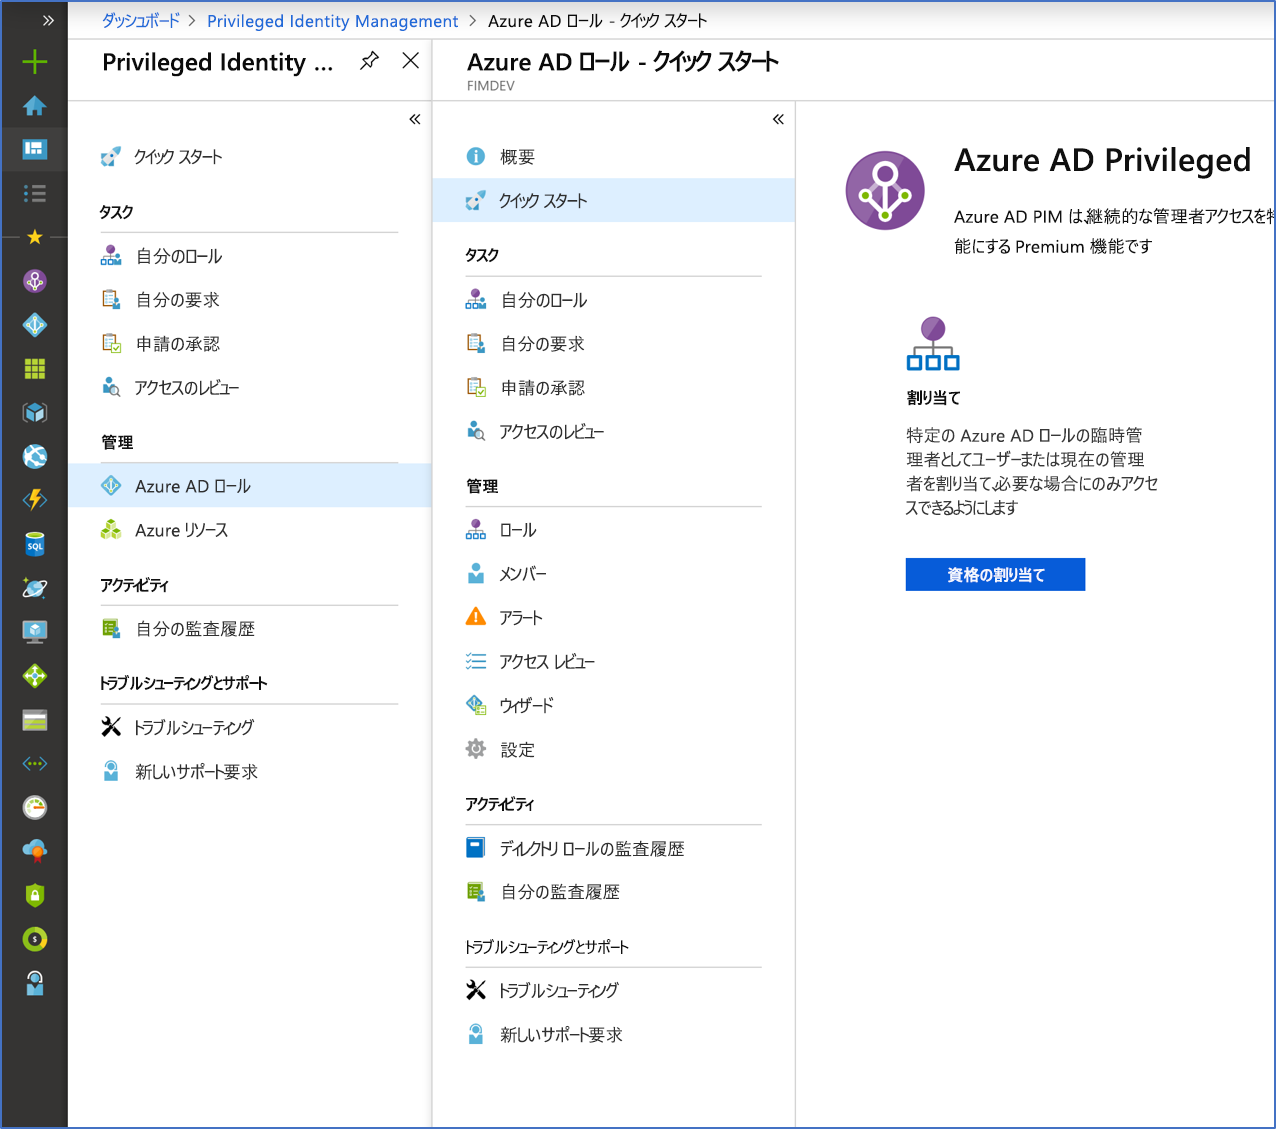 ダッシュボード > Privileged Identity Management > Azure AD ロール - クイック スタート
Privileged Identity ...
クイック スタート
タスク
自分のロール
自分の要求
申請の承認
アクセスのレビュー
管理
Azure AD ロール
Azure リソース
アクティビティ
自分の監査履歴
トラブルシューティングとサポート
トラブルシューティング
新しいサポート要求
Azure AD ロール - クイック スタート
FIMDEV
概要
クイック スタート
タスク
自分のロール
自分の要求
申請の承認
アクセスのレビュー
管理
ロール
メンバー
アラート
アクセス レビュー
ウィザード
設定
アクティビティ
ディレクトリ ロールの監査履歴
自分の監査履歴
トラブルシューティングとサポート
トラブルシューティング
新しいサポート要求
Azure AD Privileged
Azure AD PIM は、継続的な管理者アクセスを
能にする Premium 機能です
割り当て
特定の Azure AD ロールの臨時管
理者としてユーザーまたは現在の管理
者を割り当て、必要な場合にのみアクセ
スできるようにします
資格の割り当て
SQL